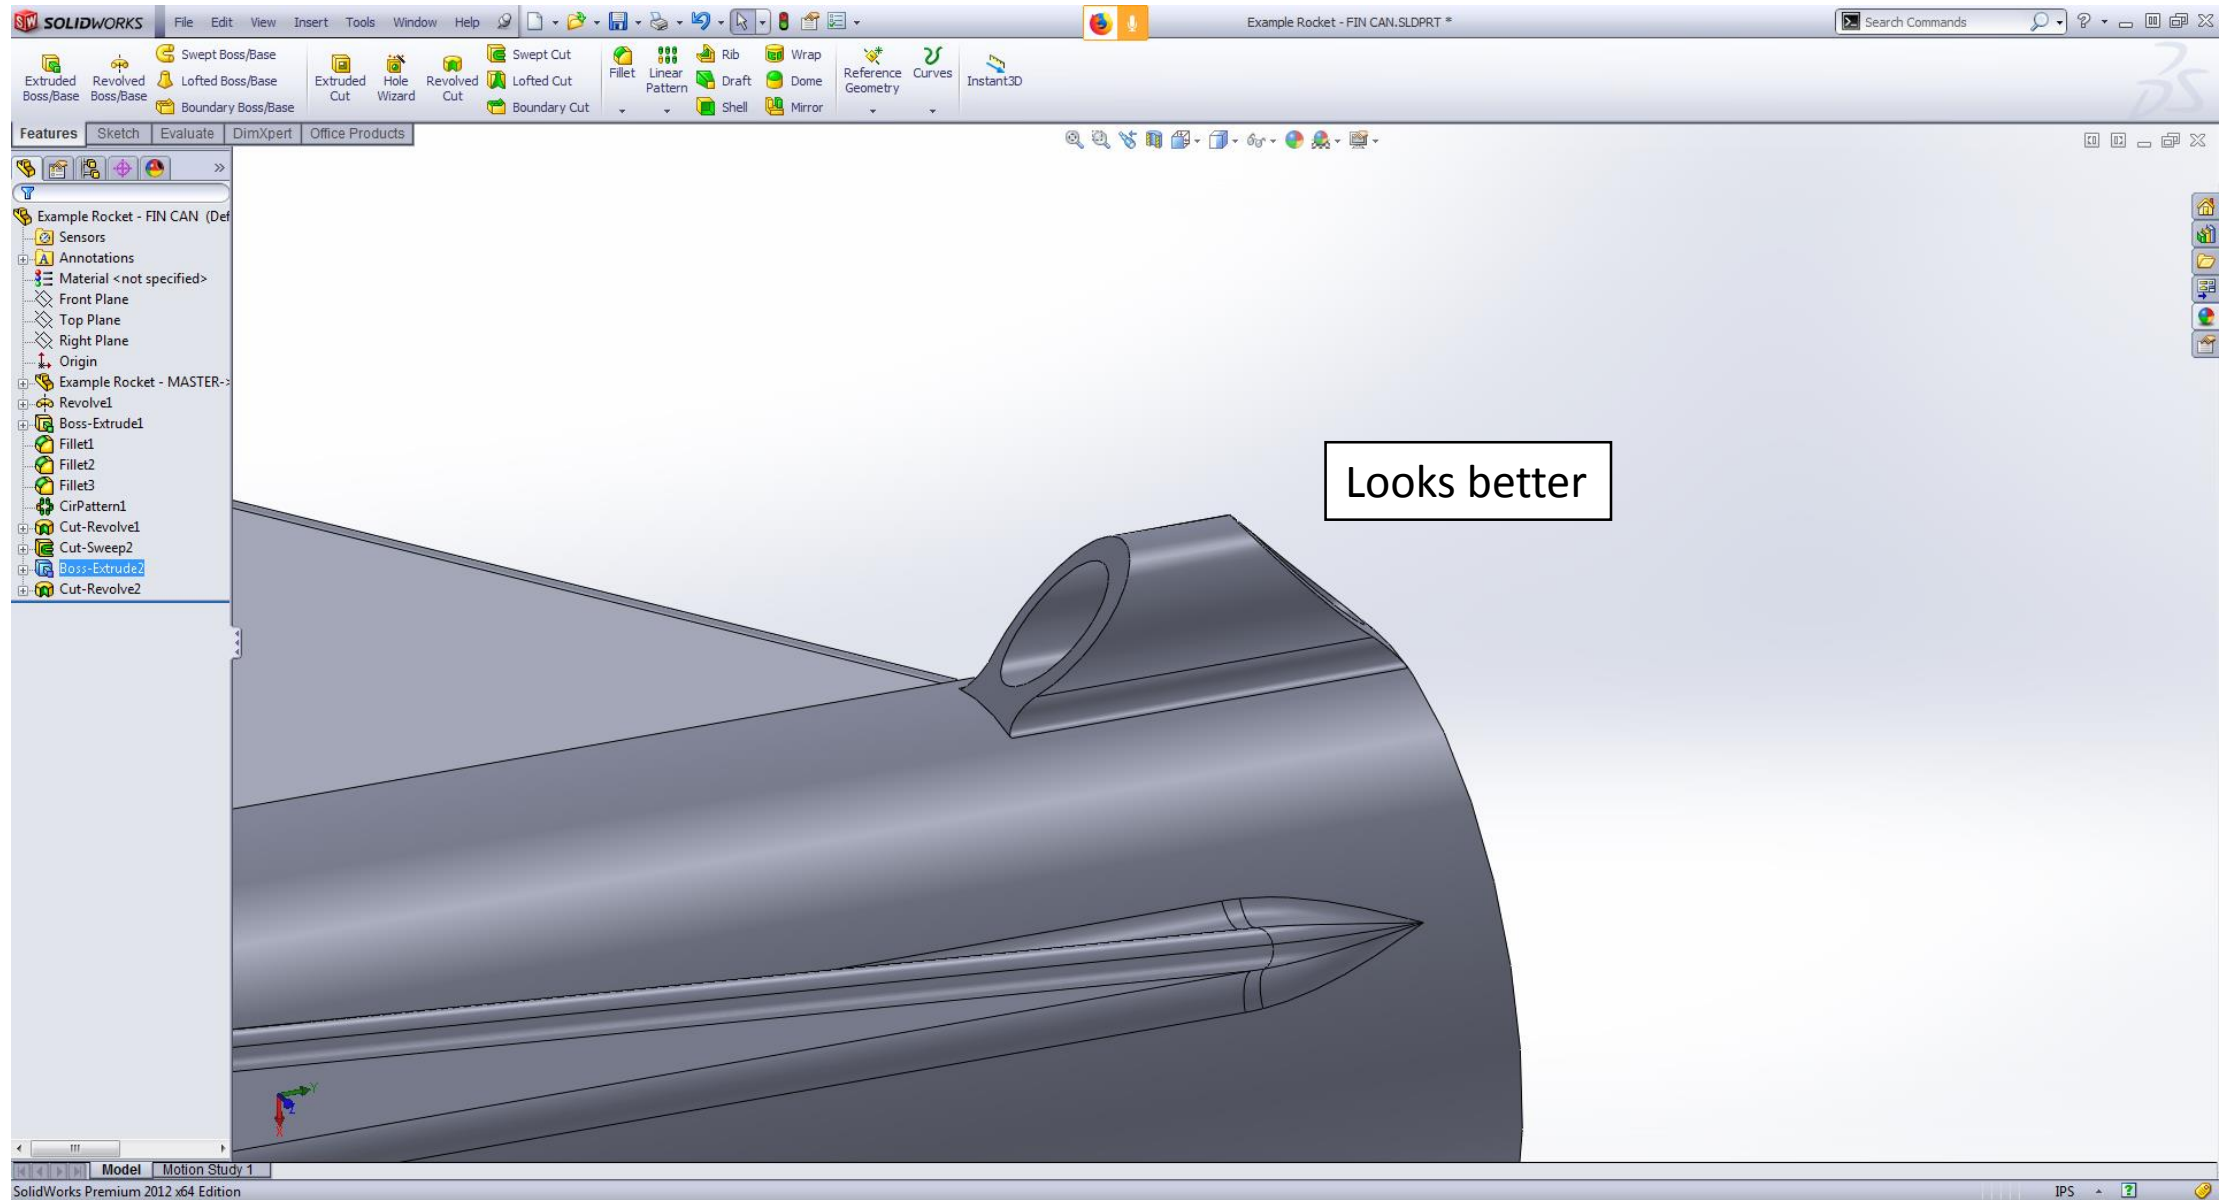 SOLIDWORKS File Edit View Insert Tools Window Help Example Rocket - FIN CAN.SLDPRT * Search Commands
Extruded Boss/Base
Revolved Boss/Base
Swept Boss/Base
Lofted Boss/Base
Boundary Boss/Base
Extruded Cut
Hole Wizard
Revolved Cut
Swept Cut
Lofted Cut
Boundary Cut
Fillet
Linear Pattern
Rib
Draft
Shell
Wrap
Dome
Mirror
Reference Geometry
Curves
Instant3D
Features Sketch Evaluate DimXpert Office Products
Example Rocket - FIN CAN (Def
Sensors
Annotations
Material <not specified>
Front Plane
Top Plane
Right Plane
Origin
Example Rocket - MASTER->
Revolve1
Boss-Extrude1
Fillet1
Fillet2
Fillet3
CirPattern1
Cut-Revolve1
Cut-Sweep2
Boss-Extrude2
Cut-Revolve2
Looks better
Y
Z
X
Model Motion Study 1
SolidWorks Premium 2012 x64 Edition IPS